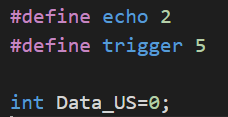 #define echo 2
#define trigger 5
int Data_US=0;